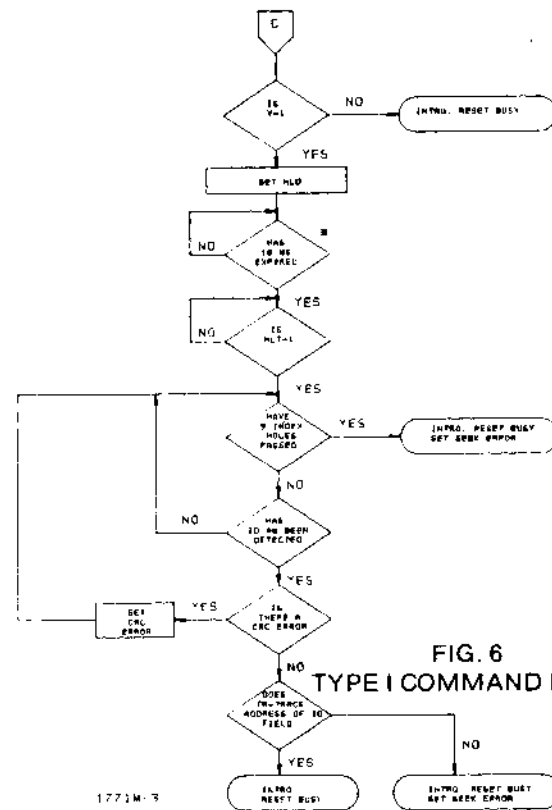 C
IS
V=1
NO
INTRQ. RESET BUSY
YES
SET HLD
HAS
10 MS
EXPIRED
*
NO
YES
IS
HLT=1
NO
YES
HAVE
INDEX
HOLES
PASSED
YES
INTRQ. RESET BUSY
SET SEEK ERROR
NO
HAS
ID AM BEEN
DETECTED
NO
YES
IS
THERE A
CRC ERROR
YES
SET
CRC
ERROR
NO
FIG. 6
TYPE I COMMAND
DOES
ADDRESS OF ID
FIELD
NO
YES
INTRQ
RESET BUSY
INTRQ. RESET BUSY
SET SEEK ERROR
1771M-3